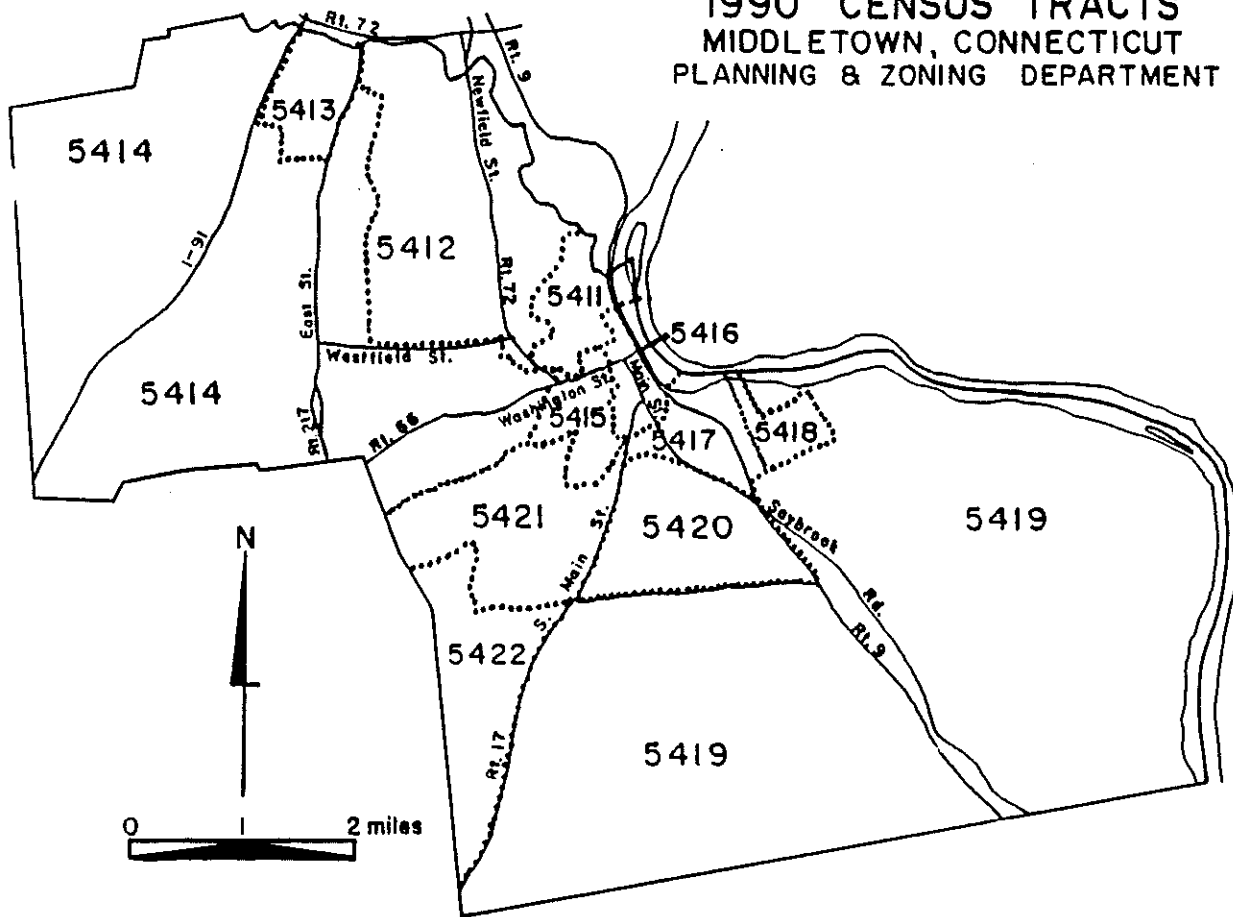 1990 CENSUS TRACTS
MIDDLETOWN, CONNECTICUT
PLANNING & ZONING DEPARTMENT
Rt. 72
Rt. 9
Newfield St.
5413
5414
5412
I-91
Rt. 72
5411
East St.
5416
Westfield St.
Main St.
5414
Washington St.
5415
Rt. 217
Rt. 66
5417
5418
5421
5420
Saybrook Rd.
5419
N
S. Main St.
Rt. 9
5422
5419
Rt. 17
0 1 2 miles